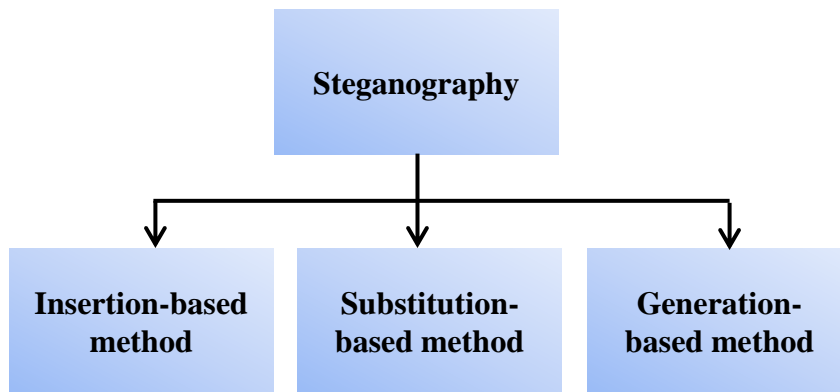 Steganography
Insertion-based
method
Substitution-
based method
Generation-
based method